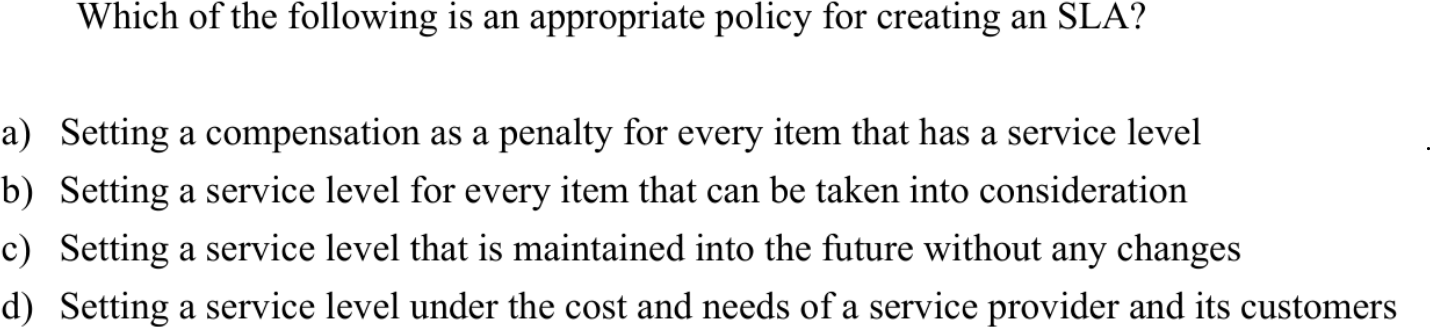 Which of the following is an appropriate policy for creating an SLA?
a) Setting a compensation as a penalty for every item that has a service level
b) Setting a service level for every item that can be taken into consideration
c) Setting a service level that is maintained into the future without any changes
d) Setting a service level under the cost and needs of a service provider and its customers